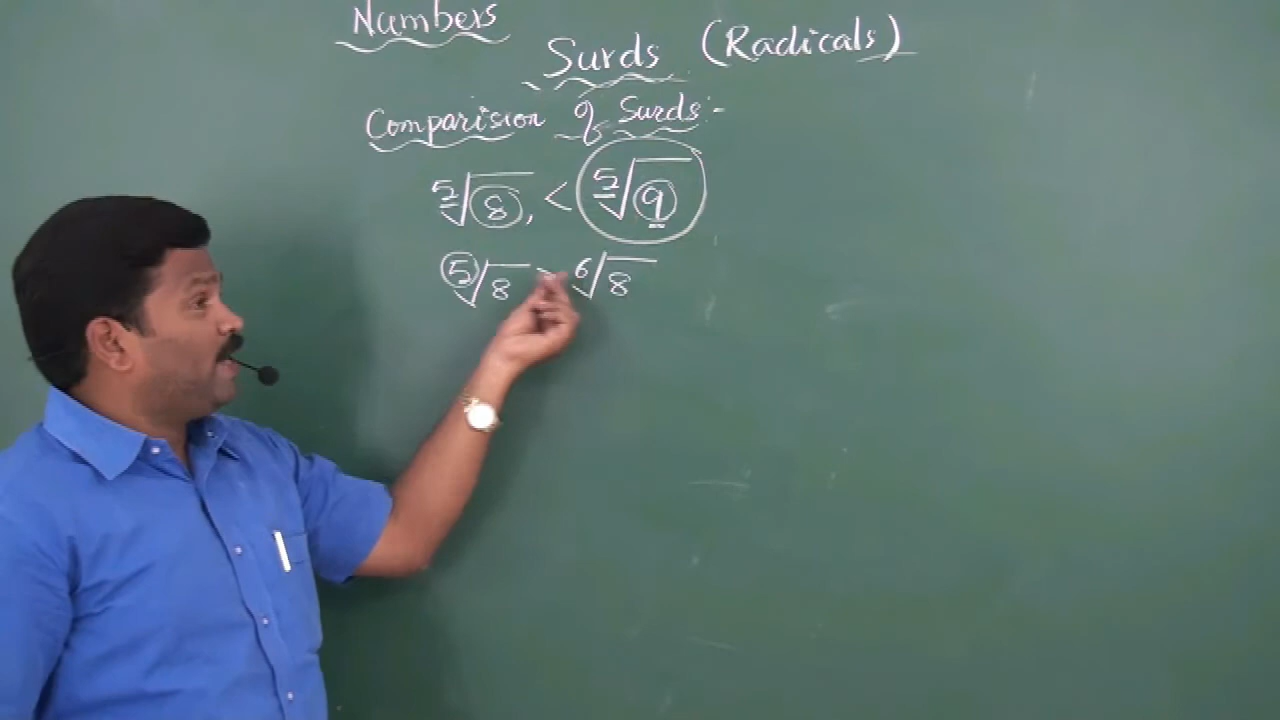 Numbers
Surds (Radicals)
Comparision of Surds:-
⁵√8, < ⁵√9
⁵√8 > ⁶√8